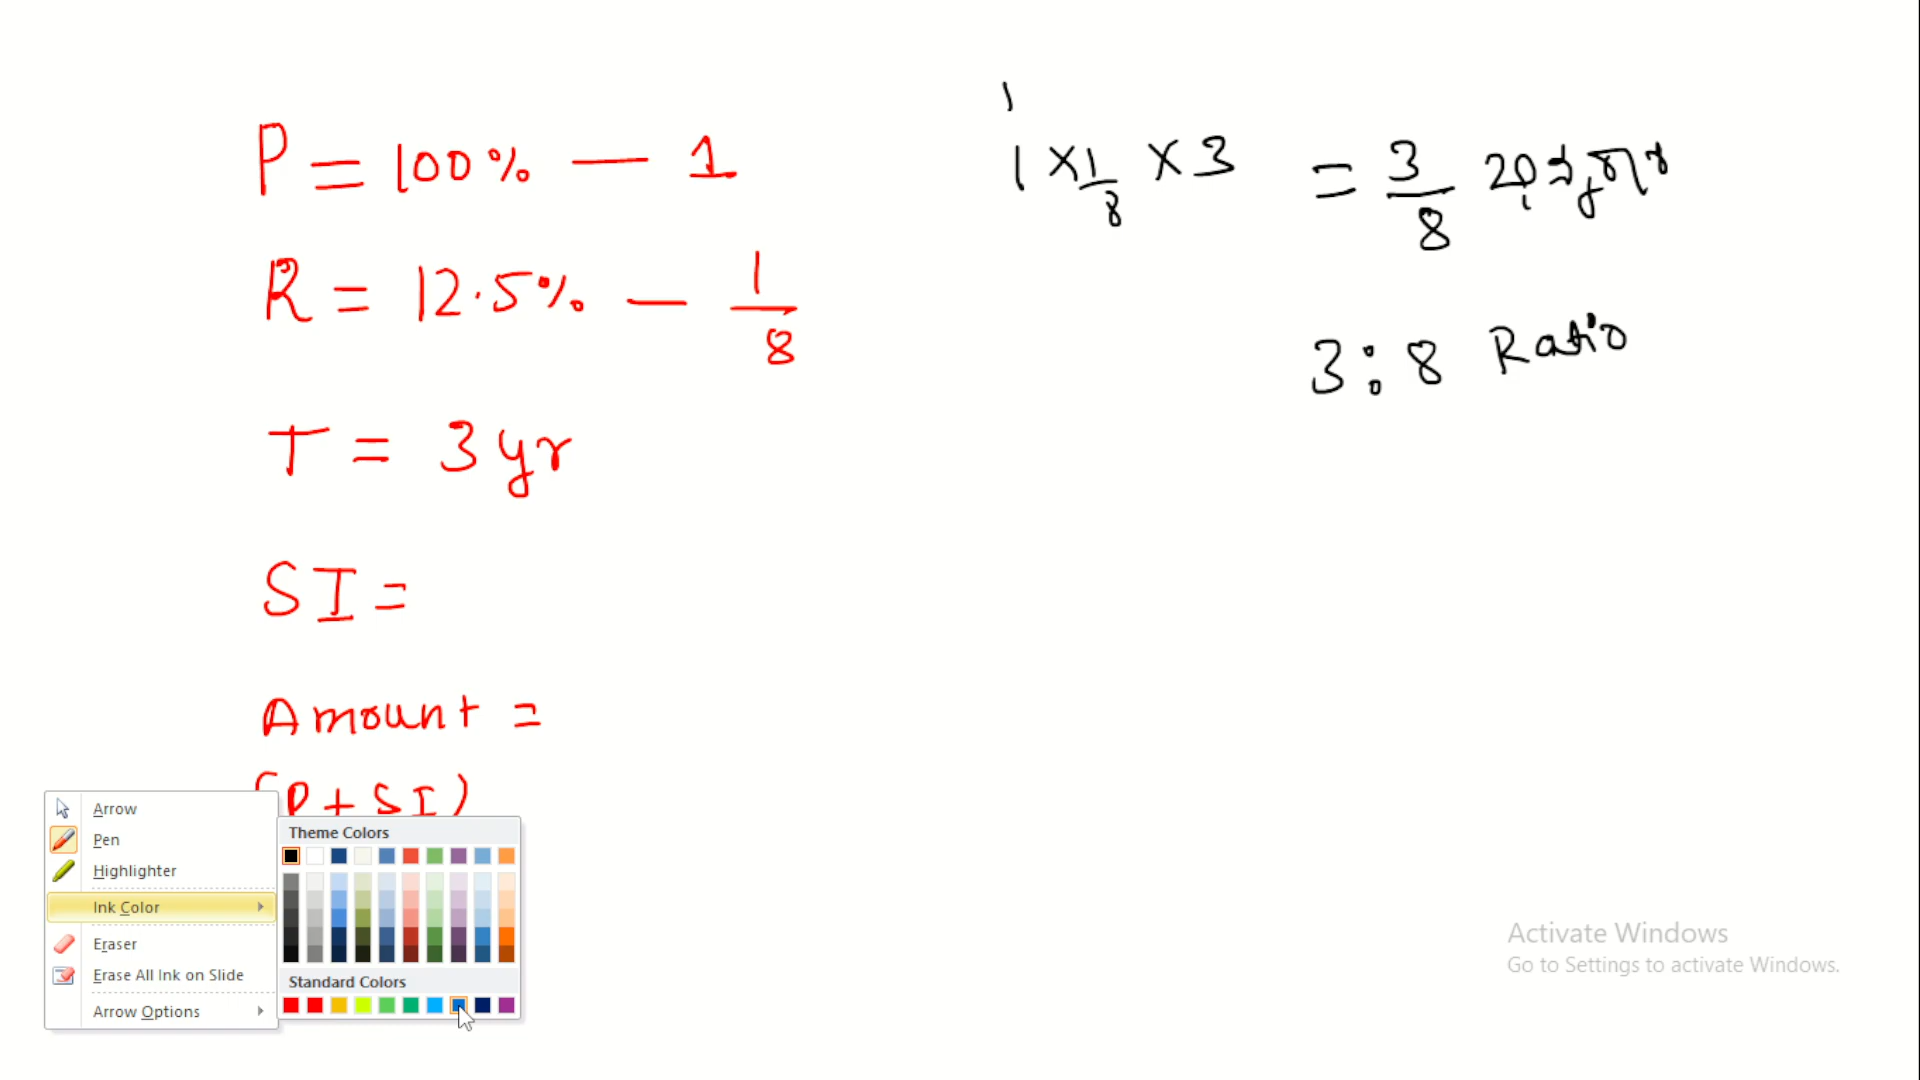 P = 100% — 1
R = 12.5% — 1/8
T = 3 yr
SI =
Amount =
(P + SI)
1
1 × 1/8 × 3 = 3/8
3 : 8 Ratio
Arrow
Pen
Highlighter
Ink Color
Eraser
Erase All Ink on Slide
Arrow Options
Theme Colors
Standard Colors
Activate Windows
Go to Settings to activate Windows.